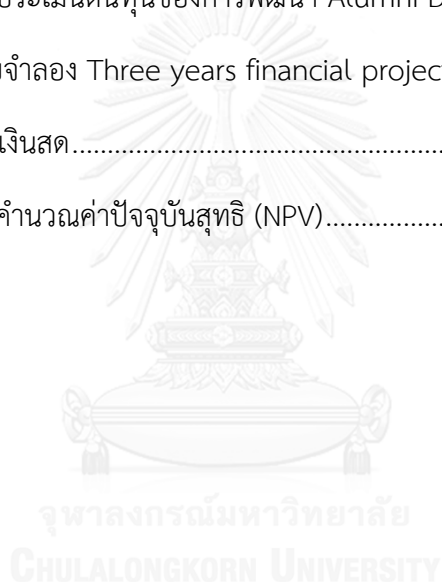 ประเมินต้นทุนของการพัฒนา Alumni D
จำลอง Three years financial project
เงินสด........................................
คำนวณค่าปัจจุบันสุทธิ (NPV)................
จุฬาลงกรณ์มหาวิทยาลัย
CHULALONGKORN UNIVERSITY